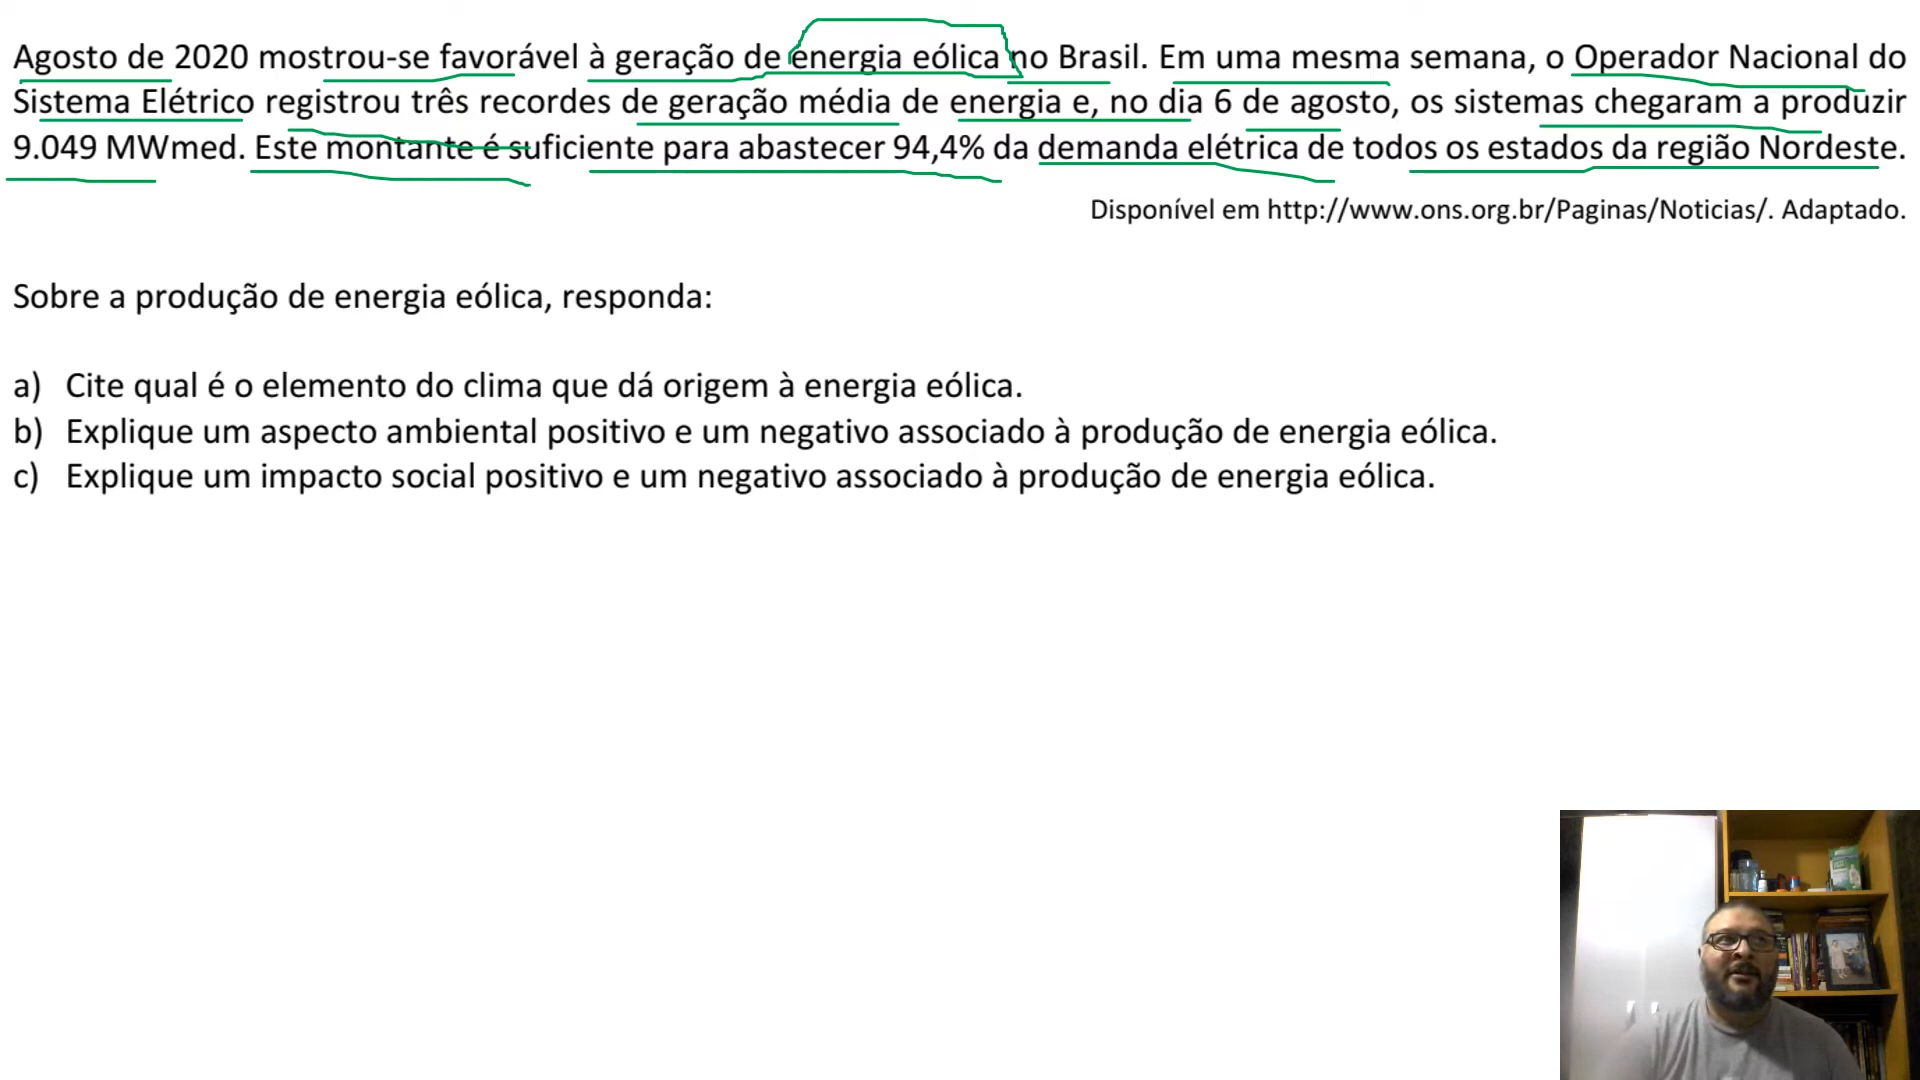 Agosto de 2020 mostrou-se favorável à geração de energia eólica no Brasil. Em uma mesma semana, o Operador Nacional do
Sistema Elétrico registrou três recordes de geração média de energia e, no dia 6 de agosto, os sistemas chegaram a produzir
9.049 MWmed. Este montante é suficiente para abastecer 94,4% da demanda elétrica de todos os estados da região Nordeste.
Disponível em http://www.ons.org.br/Paginas/Noticias/. Adaptado.
Sobre a produção de energia eólica, responda:
a) Cite qual é o elemento do clima que dá origem à energia eólica.
b) Explique um aspecto ambiental positivo e um negativo associado à produção de energia eólica.
c) Explique um impacto social positivo e um negativo associado à produção de energia eólica.